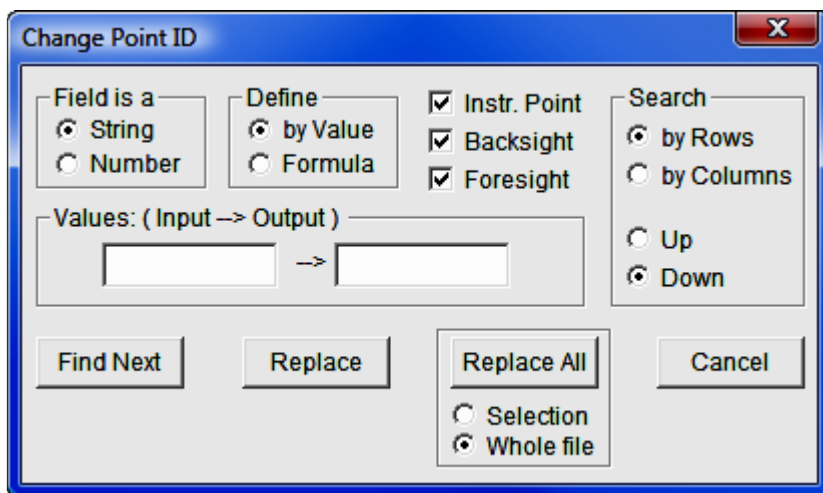 Change Point ID
Field is a
String
Number
Define
by Value
Formula
Instr. Point
Backsight
Foresight
Search
by Rows
by Columns
Up
Down
Values: ( Input --> Output )
-->
Find Next
Replace
Replace All
Selection
Whole file
Cancel